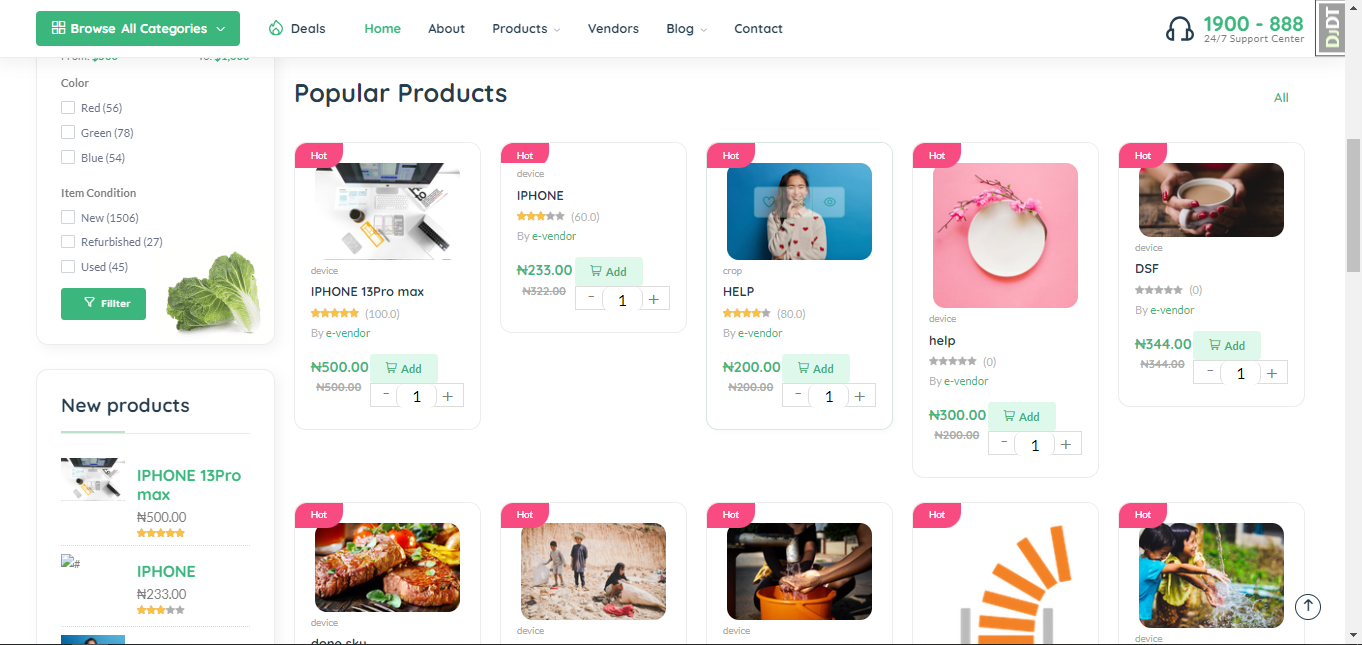 Browse All Categories
Deals
Home
About
Products
Vendors
Blog
Contact
1900 - 888
24/7 Support Center
DJDT
From: $500
To: $1,000
Color
Red (56)
Green (78)
Blue (54)
Item Condition
New (1506)
Refurbished (27)
Used (45)
Fillter
New products
IPHONE 13Pro
max
₦500.00
#
IPHONE
₦233.00
Popular Products
All
Hot
device
IPHONE 13Pro max
(100.0)
By e-vendor
₦500.00
Add
₦500.00
- 1 +
Hot
device
IPHONE
(60.0)
By e-vendor
₦233.00
Add
₦322.00
- 1 +
Hot
crop
HELP
(80.0)
By e-vendor
₦200.00
Add
₦200.00
- 1 +
Hot
device
help
(0)
By e-vendor
₦300.00
Add
₦200.00
- 1 +
Hot
device
DSF
(0)
By e-vendor
₦344.00
Add
₦344.00
- 1 +
Hot
device
done sku
Hot
device
Hot
device
Hot
Hot
device